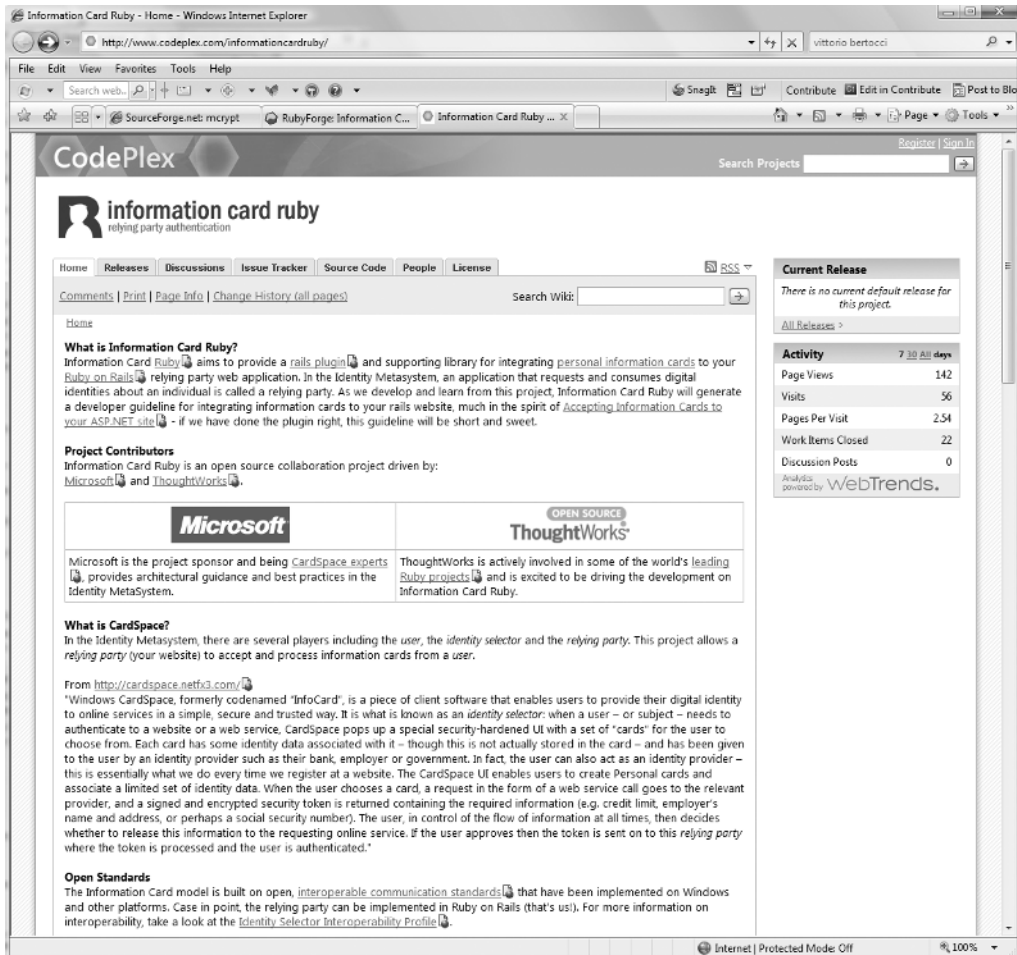 Information Card Ruby - Home - Windows Internet Explorer
http://www.codeplex.com/informationcardruby/
vittorio bertocci
File Edit View Favorites Tools Help
Search web...
SnagIt
Contribute Edit in Contribute Post to Blo
SourceForge.net: mcrypt
RubyForge: Information C...
Information Card Ruby ...
Page Tools
CodePlex
Register | Sign In
Search Projects
information card ruby
relying party authentication
Home Releases Discussions Issue Tracker Source Code People License
RSS
Comments | Print | Page Info | Change History (all pages)
Search Wiki:
Home
What is Information Card Ruby?
Information Card Ruby aims to provide a rails plugin and supporting library for integrating personal information cards to your
Ruby on Rails relying party web application. In the Identity Metasystem, an application that requests and consumes digital
identities about an individual is called a relying party. As we develop and learn from this project, Information Card Ruby will generate
a developer guideline for integrating information cards to your rails website, much in the spirit of Accepting Information Cards to
your ASP.NET site - if we have done the plugin right, this guideline will be short and sweet.
Project Contributors
Information Card Ruby is an open source collaboration project driven by:
Microsoft and ThoughtWorks.
Microsoft
OPEN SOURCE
ThoughtWorks
Microsoft is the project sponsor and being CardSpace experts
, provides architectural guidance and best practices in the
Identity MetaSystem.
ThoughtWorks is actively involved in some of the world's leading
Ruby projects and is excited to be driving the development on
Information Card Ruby.
What is CardSpace?
In the Identity Metasystem, there are several players including the user, the identity selector and the relying party. This project allows a
relying party (your website) to accept and process information cards from a user.
From http://cardspace.netfx3.com/
"Windows CardSpace, formerly codenamed "InfoCard", is a piece of client software that enables users to provide their digital identity
to online services in a simple, secure and trusted way. It is what is known as an identity selector: when a user – or subject – needs to
authenticate to a website or a web service, CardSpace pops up a special security-hardened UI with a set of "cards" for the user to
choose from. Each card has some identity data associated with it – though this is not actually stored in the card – and has been given
to the user by an identity provider such as their bank, employer or government. In fact, the user can also act as an identity provider –
this is essentially what we do every time we register at a website. The CardSpace UI enables users to create Personal cards and
associate a limited set of identity data. When the user chooses a card, a request in the form of a web service call goes to the relevant
provider, and a signed and encrypted security token is returned containing the required information (e.g. credit limit, employer's
name and address, or perhaps a social security number). The user, in control of the flow of information at all times, then decides
whether to release this information to the requesting online service. If the user approves then the token is sent on to this relying party
where the token is processed and the user is authenticated."
Open Standards
The Information Card model is built on open, interoperable communication standards that have been implemented on Windows
and other platforms. Case in point, the relying party can be implemented in Ruby on Rails (that's us!). For more information on
interoperability, take a look at the Identity Selector Interoperability Profile.
Current Release
There is no current default release for
this project.
All Releases >
Activity 7 30 All days
Page Views 142
Visits 56
Pages Per Visit 2.54
Work Items Closed 22
Discussion Posts 0
Analytics
powered by WebTrends.
Internet | Protected Mode: Off
100%